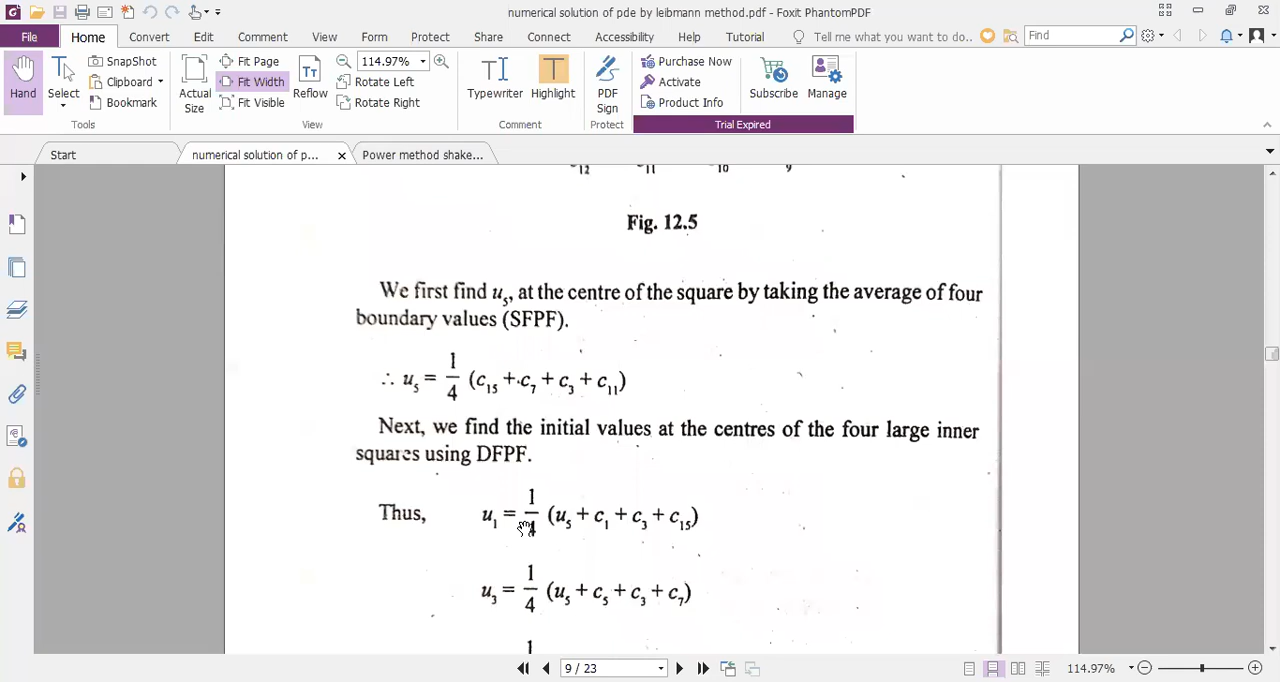 numerical solution of pde by leibmann method.pdf - Foxit PhantomPDF
File Home Convert Edit Comment View Form Protect Share Connect Accessibility Help Tutorial Tell me what you want to do.. Find
Hand
Select
SnapShot
Clipboard
Bookmark
Tools
Actual Size
Fit Page
Fit Width
Fit Visible
Reflow
114.97%
Rotate Left
Rotate Right
View
Typewriter
Highlight
Comment
PDF Sign
Protect
Purchase Now
Activate
Product Info
Subscribe
Manage
Trial Expired
Start numerical solution of p... Power method shake...
12 11 10 9
Fig. 12.5
We first find u₅, at the centre of the square by taking the average of four
boundary values (SFPF).
∴ u₅ = 1/4 (c₁₅ + c₇ + c₃ + c₁₁)
Next, we find the initial values at the centres of the four large inner
squares using DFPF.
Thus, u₁ = 1/4 (u₅ + c₁ + c₃ + c₁₅)
u₃ = 1/4 (u₅ + c₅ + c₃ + c₇)
1
9 / 23
114.97%